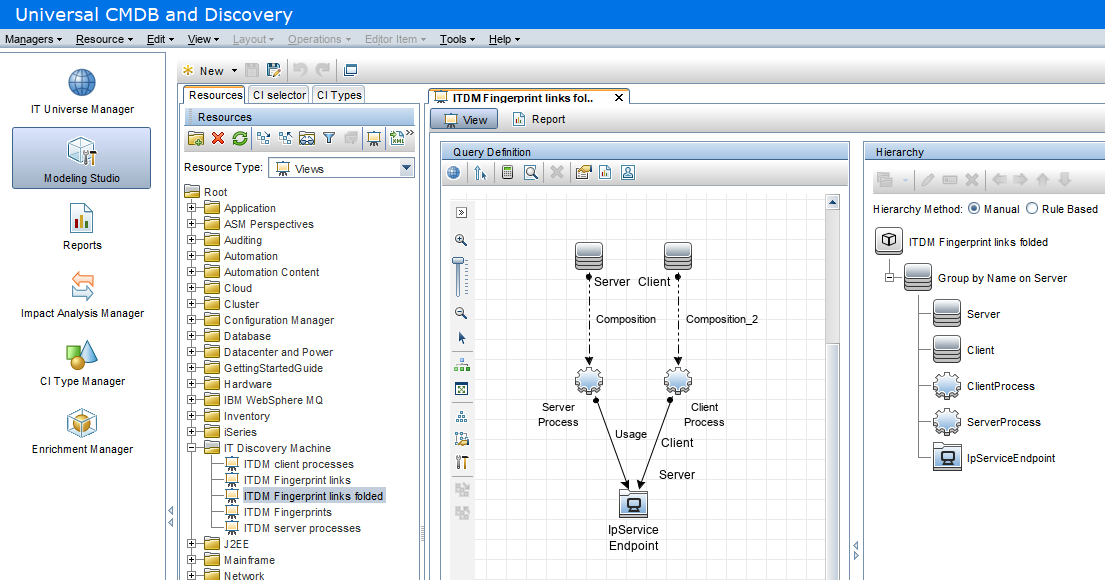 Universal CMDB and Discovery
Managers Resource Edit View Layout Operations Editor Item Tools Help
IT Universe Manager
Modeling Studio
Reports
Impact Analysis Manager
CI Type Manager
Enrichment Manager
New
Resources CI selector CI Types
Resources
Resource Type: Views
Root
Application
ASM Perspectives
Auditing
Automation
Automation Content
Cloud
Cluster
Configuration Manager
Database
Datacenter and Power
GettingStartedGuide
Hardware
IBM WebSphere MQ
Inventory
iSeries
IT Discovery Machine
ITDM client processes
ITDM Fingerprint links
ITDM Fingerprint links folded
ITDM Fingerprints
ITDM server processes
J2EE
Mainframe
Network
ITDM Fingerprint links fol..
View Report
Query Definition
Server Client
Composition Composition_2
Server
Process
Client
Process
Usage
Client
Server
IpService
Endpoint
Hierarchy
Hierarchy Method: Manual Rule Based
ITDM Fingerprint links folded
Group by Name on Server
Server
Client
ClientProcess
ServerProcess
IpServiceEndpoint